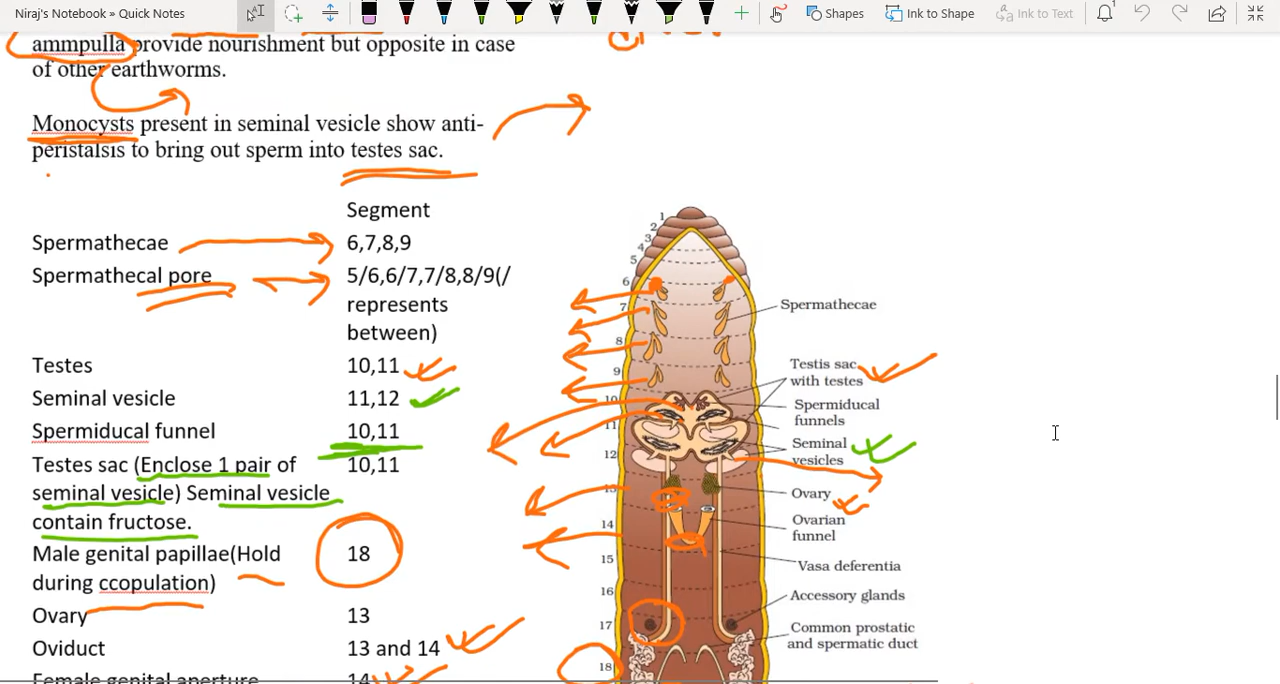 Niraj's Notebook » Quick Notes
Shapes
Ink to Shape
Ink to Text
ammpulla provide nourishment but opposite in case
of other earthworms.
Monocysts present in seminal vesicle show anti-
peristalsis to bring out sperm into testes sac.
Segment
Spermathecae 6,7,8,9
Spermathecal pore 5/6,6/7,7/8,8/9(/
represents
between)
Testes 10,11
Seminal vesicle 11,12
Spermiducal funnel 10,11
Testes sac (Enclose 1 pair of 10,11
seminal vesicle) Seminal vesicle
contain fructose.
Male genital papillae(Hold 18
during ccopulation)
Ovary 13
Oviduct 13 and 14
Female genital aperture 14
1
2
3
4
5
6
7
8
9
10
11
12
13
14
15
16
17
18
Spermathecae
Testis sac
with testes
Spermiducal
funnels
Seminal
vesicles
Ovary
Ovarian
funnel
Vasa deferentia
Accessory glands
Common prostatic
and spermatic duct